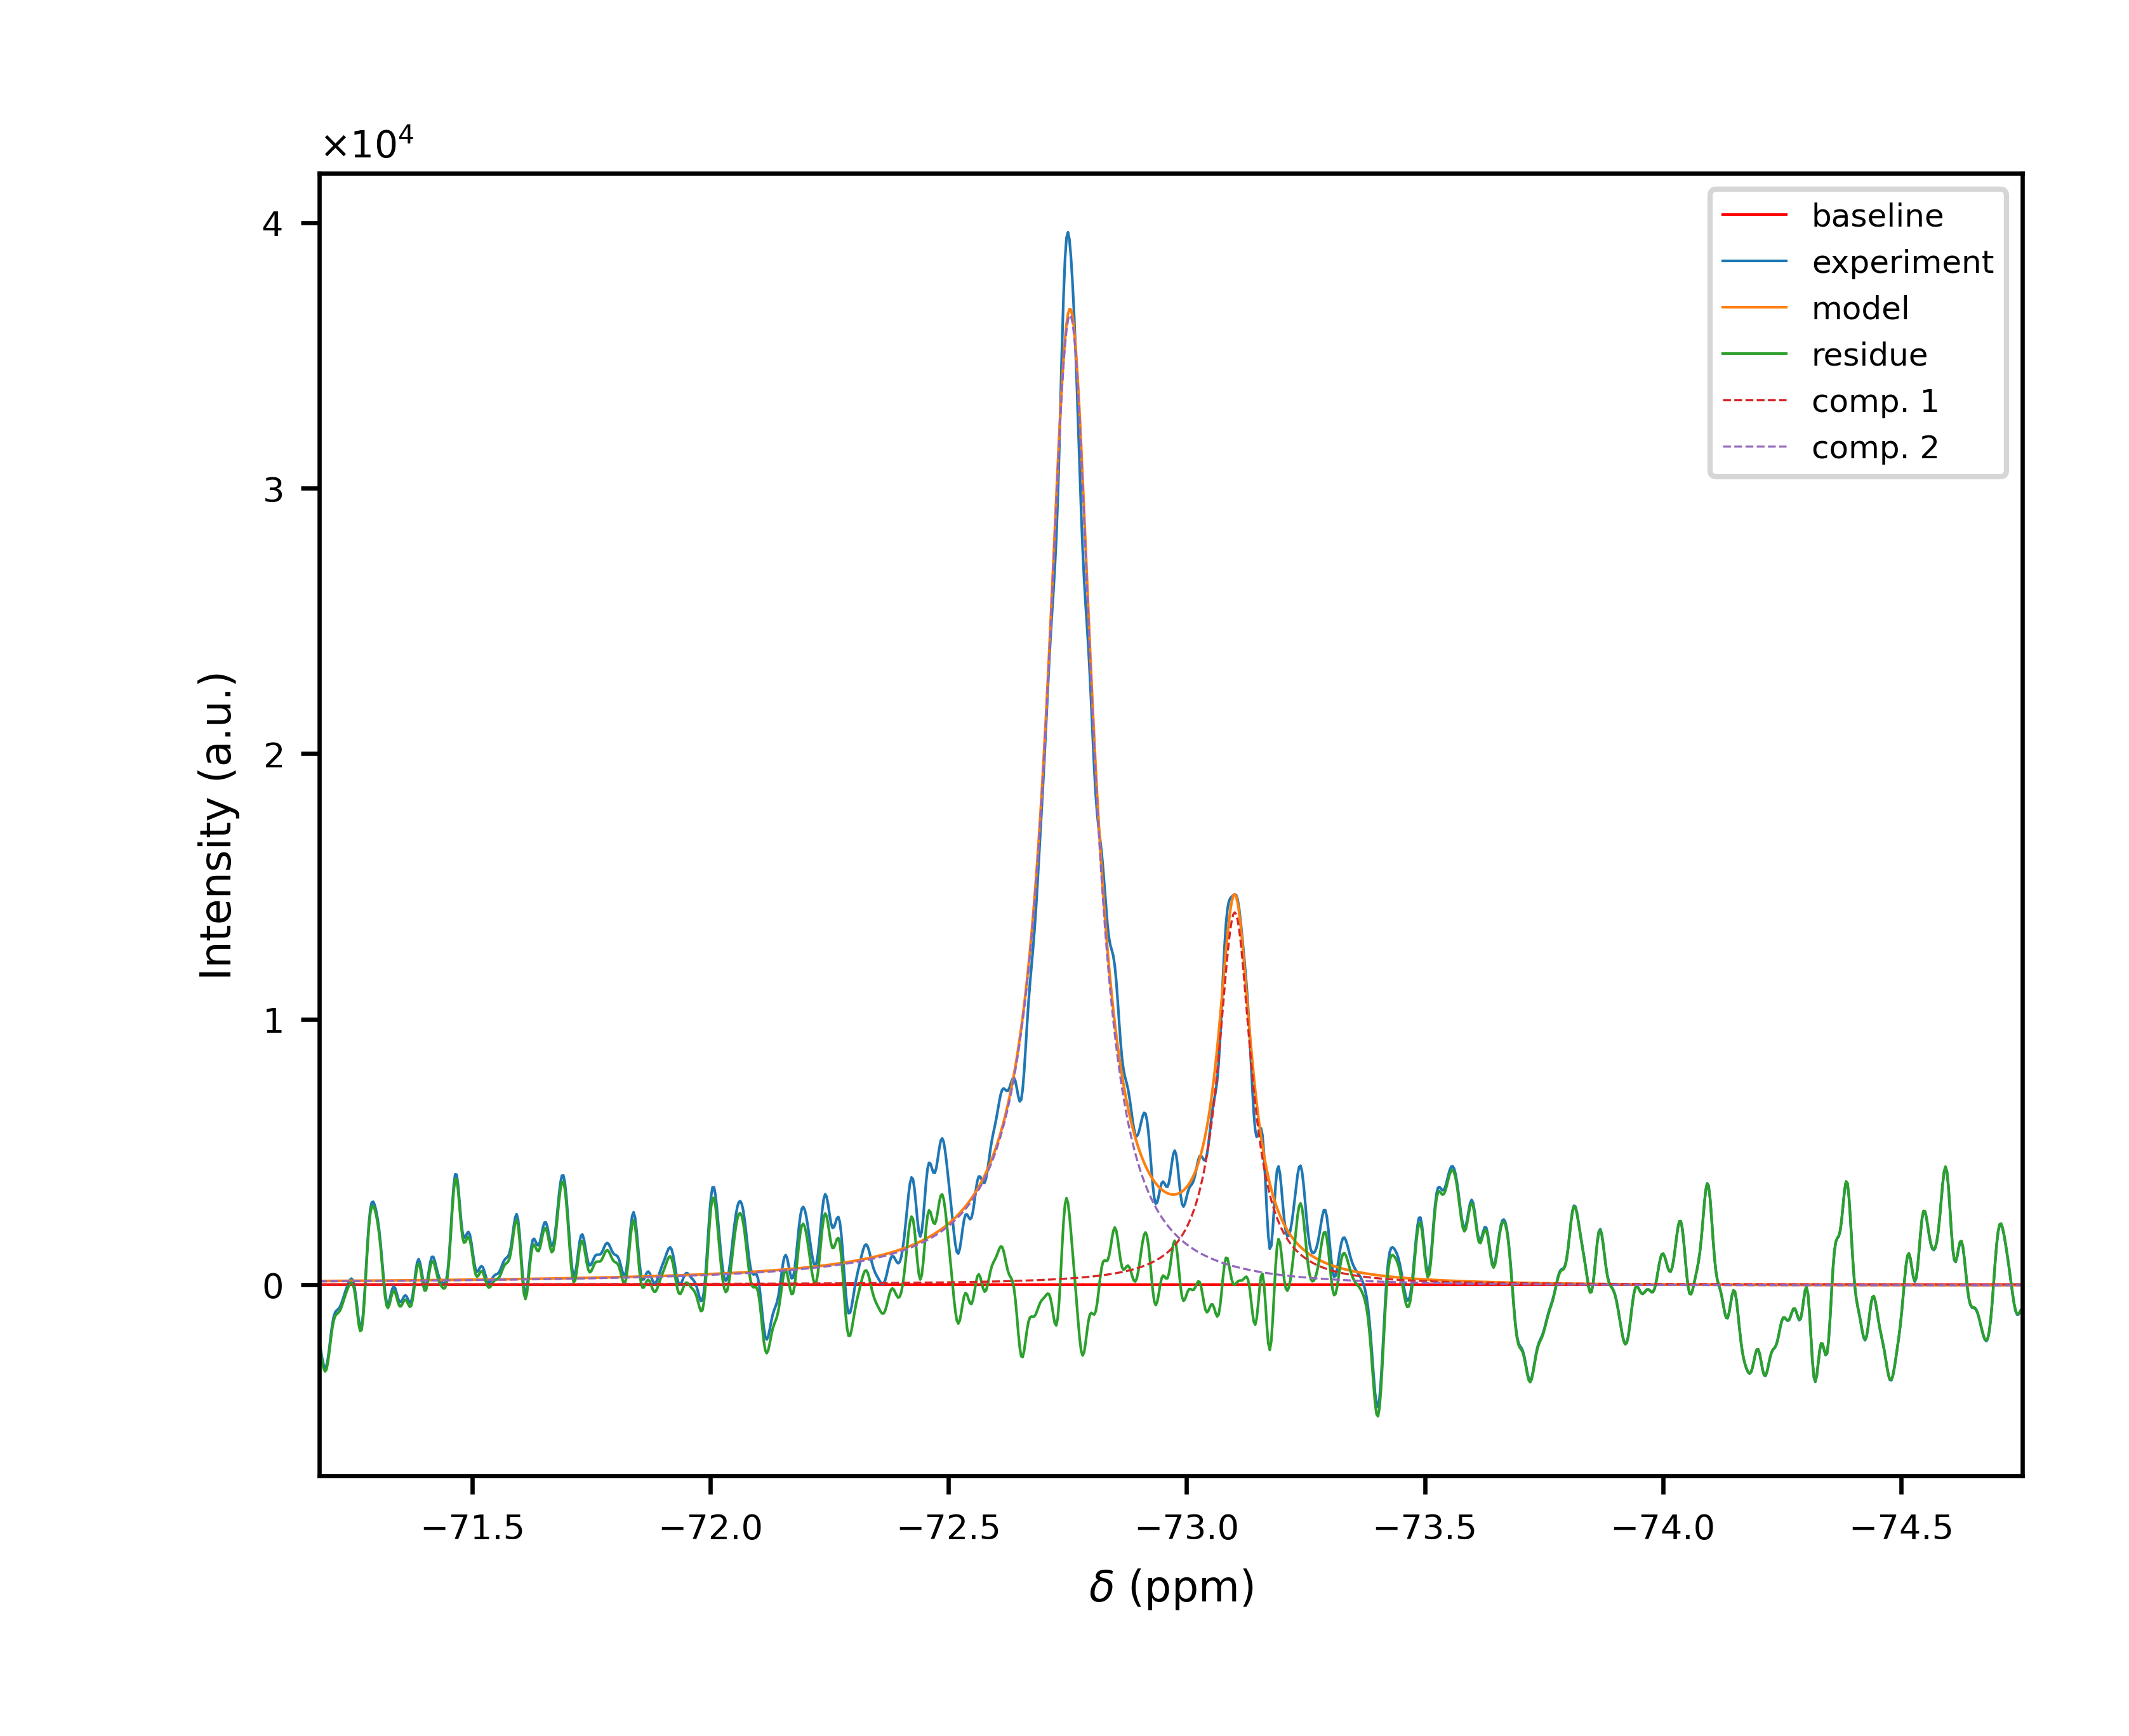 ×10⁴
4
3
2
1
0
Intensity (a.u.)
baseline
experiment
model
residue
comp. 1
comp. 2
−71.5 −72.0 −72.5 −73.0 −73.5 −74.0 −74.5
δ (ppm)